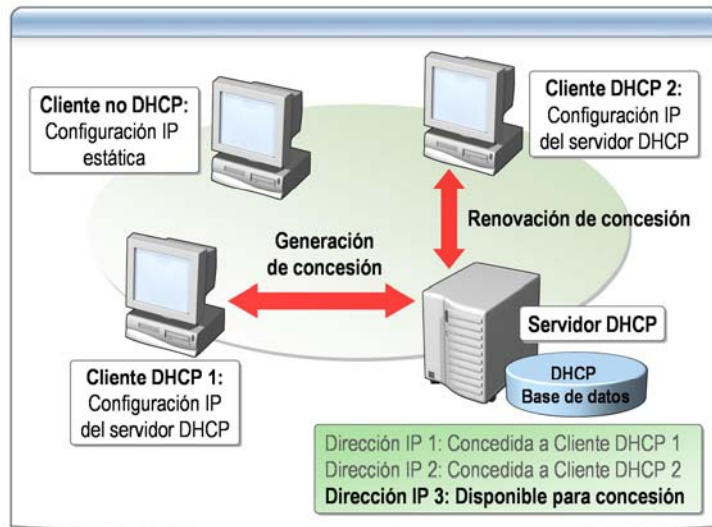 Cliente no DHCP:
Configuración IP
estática
Cliente DHCP 2:
Configuración IP
del servidor DHCP
Renovación de concesión
Generación
de concesión
Servidor DHCP
DHCP
Base de datos
Cliente DHCP 1:
Configuración IP
del servidor DHCP
Dirección IP 1: Concedida a Cliente DHCP 1
Dirección IP 2: Concedida a Cliente DHCP 2
Dirección IP 3: Disponible para concesión